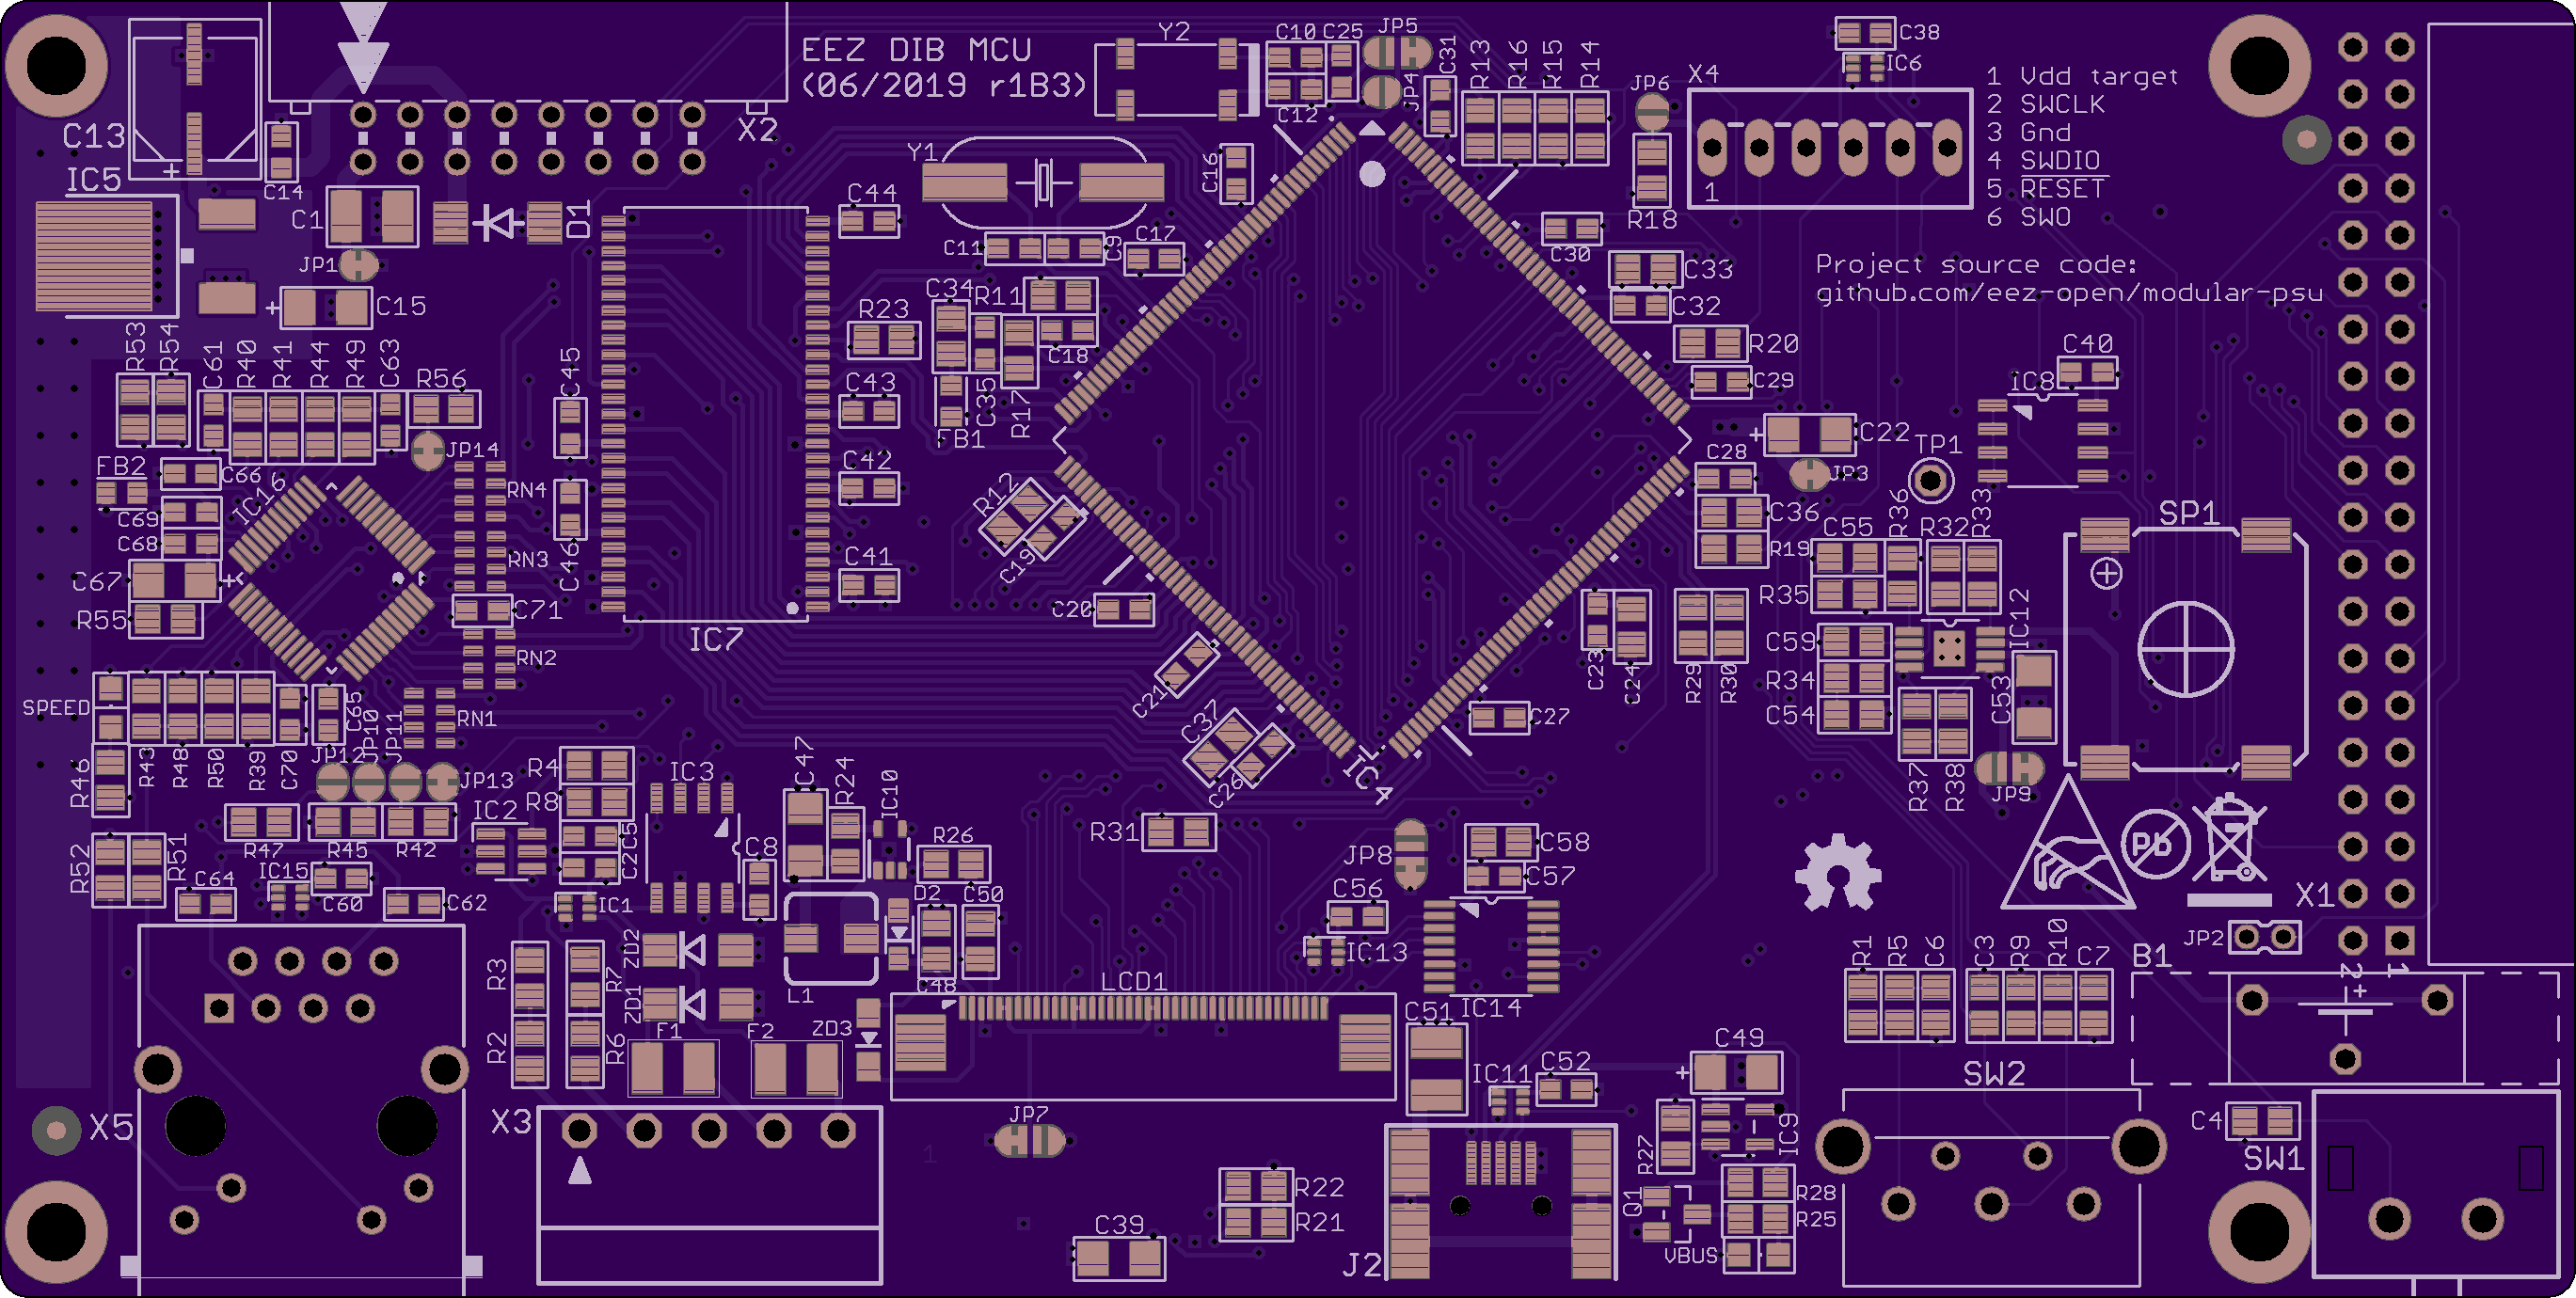 EEZ DIB MCU
(06/2019 r1B3)
Y2
C10
C25
JP5
C12
JP4
C31
R13
R16
R15
R14
JP6
R18
X4
1
C38
IC6
1 Vdd target
2 SWCLK
3 Gnd
4 SWDIO
5 RESET
6 SWO
Project source code:
github.com/eez-open/modular-psu
C13
+
C14
X2
IC5
C1
D1
JP1
+
C15
C44
Y1
C16
C11
C9
C17
C30
C33
C32
R20
C29
R53
R54
C61
R40
R41
R44
R49
C63
R56
JP14
C45
R23
C34
R11
C18
C43
FB1
C35
R17
+
C22
JP3
C28
TP1
C40
IC8
FB2
C66
IC16
RN4
C69
C68
RN3
C46
C42
R12
C19
C36
R19
C55
R36
R32
R33
SP1
C67
+
C71
R55
C41
C20
IC7
RN2
C23
C24
R29
R30
R35
C59
R34
C54
IC12
C53
SPEED
C65
RN1
C21
C37
C26
C27
IC4
R46
R43
R48
R50
R39
C70
JP12
JP10
JP11
JP13
R4
R8
IC3
C47
R24
IC10
R37
R38
JP9
IC2
C5
C2
C8
R26
R31
JP8
C58
C57
Pb
R52
R51
R47
R45
R42
IC15
C64
C60
C62
IC1
D2
C50
C48
C56
IC13
IC14
X1
JP2
2
1
R3
R7
ZD2
ZD1
L1
LCD1
C51
R1
R5
C6
C3
R9
R10
C7
B1
+
R2
R6
F1
F2
ZD3
IC11
C52
C49
+
SW2
X5
X3
JP7
1
R27
IC9
C4
SW1
R22
R21
C39
J2
Q1
R28
R25
VBUS